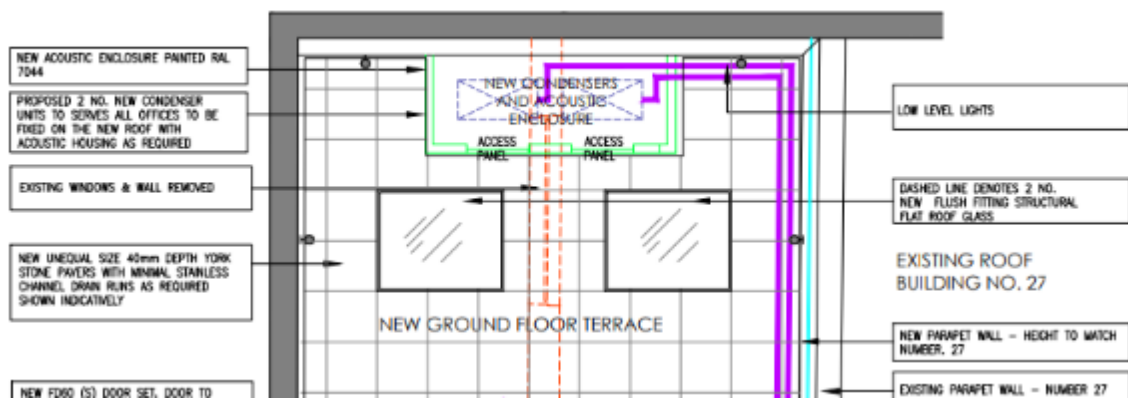 NEW ACOUSTIC ENCLOSURE PAINTED RAL
7044
PROPOSED 2 NO. NEW CONDENSER
UNITS TO SERVES ALL OFFICES TO BE
FIXED ON THE NEW ROOF WITH
ACOUSTIC HOUSING AS REQUIRED
EXISTING WINDOWS & WALL REMOVED
NEW UNEQUAL SIZE 40mm DEPTH YORK
STONE PAVERS WITH MINIMAL STAINLESS
CHANNEL DRAIN RUNS AS REQUIRED
SHOWN INDICATIVELY
NEW FD60 (S) DOOR SET, DOOR TO
NEW CONDENSERS
AND ACOUSTIC
ENCLOSURE
ACCESS
PANEL
ACCESS
PANEL
NEW GROUND FLOOR TERRACE
LOW LEVEL LIGHTS
DASHED LINE DENOTES 2 NO.
NEW FLUSH FITTING STRUCTURAL
FLAT ROOF GLASS
EXISTING ROOF
BUILDING NO. 27
NEW PARAPET WALL - HEIGHT TO MATCH
NUMBER. 27
EXISTING PARAPET WALL - NUMBER 27